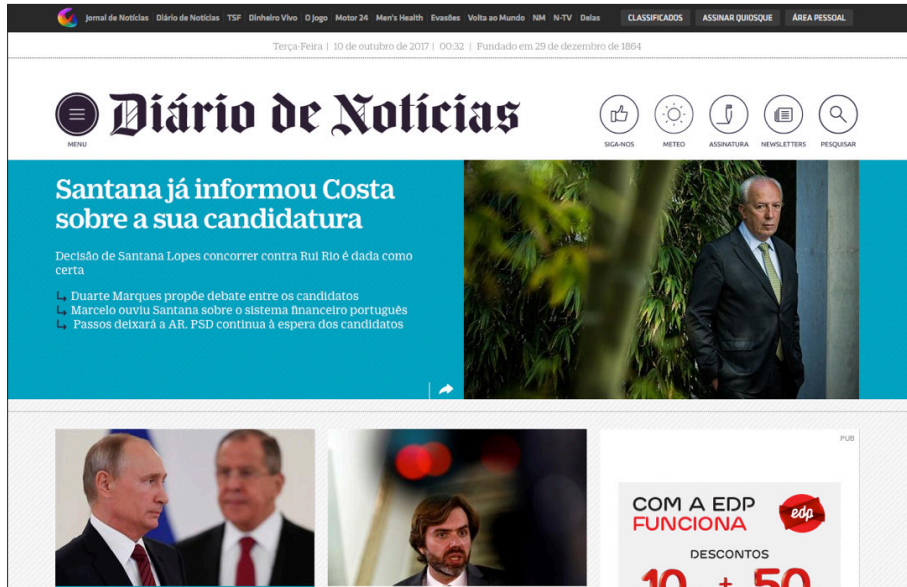 Jornal de Notícias Diário de Notícias TSF Dinheiro Vivo O Jogo Motor 24 Men's Health Evasões Volta ao Mundo NM N-TV Delas CLASSIFICADOS ASSINAR QUIOSQUE ÁREA PESSOAL
Terça-Feira | 10 de outubro de 2017 | 00:32 | Fundado em 29 de dezembro de 1864
MENU
Diário de Notícias
SIGA-NOS METEO ASSINATURA NEWSLETTERS PESQUISAR
Santana já informou Costa
sobre a sua candidatura
Decisão de Santana Lopes concorrer contra Rui Rio é dada como
certa
Duarte Marques propõe debate entre os candidatos
Marcelo ouviu Santana sobre o sistema financeiro português
Passos deixará a AR. PSD continua à espera dos candidatos
PUB
COM A EDP
FUNCIONA
edp
DESCONTOS
10 + 50